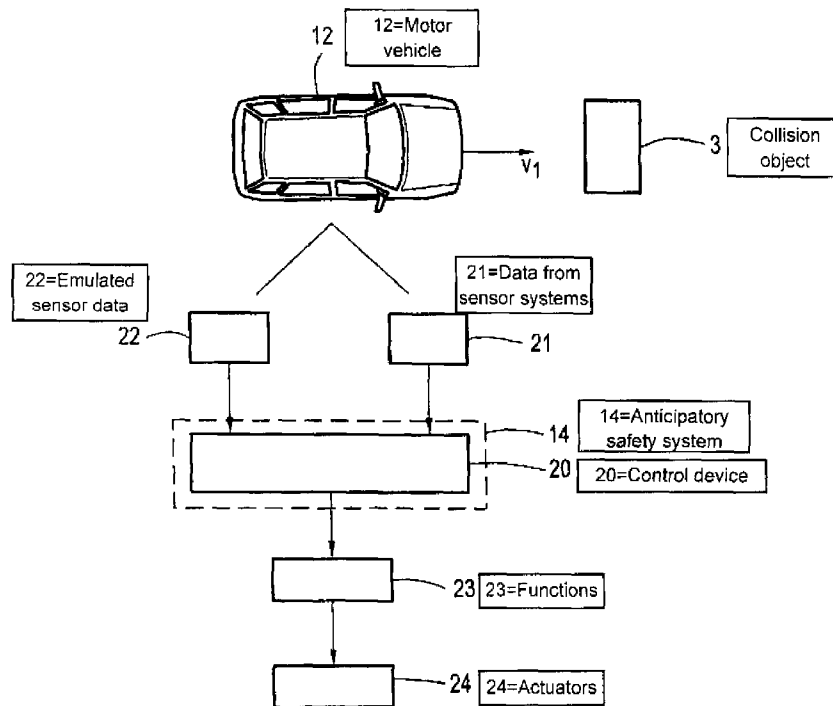 12
12=Motor
vehicle
V1
3
Collision
object
22=Emulated
sensor data
22
21=Data from
sensor systems
21
14
14=Anticipatory
safety system
20
20=Control device
23
23=Functions
24
24=Actuators